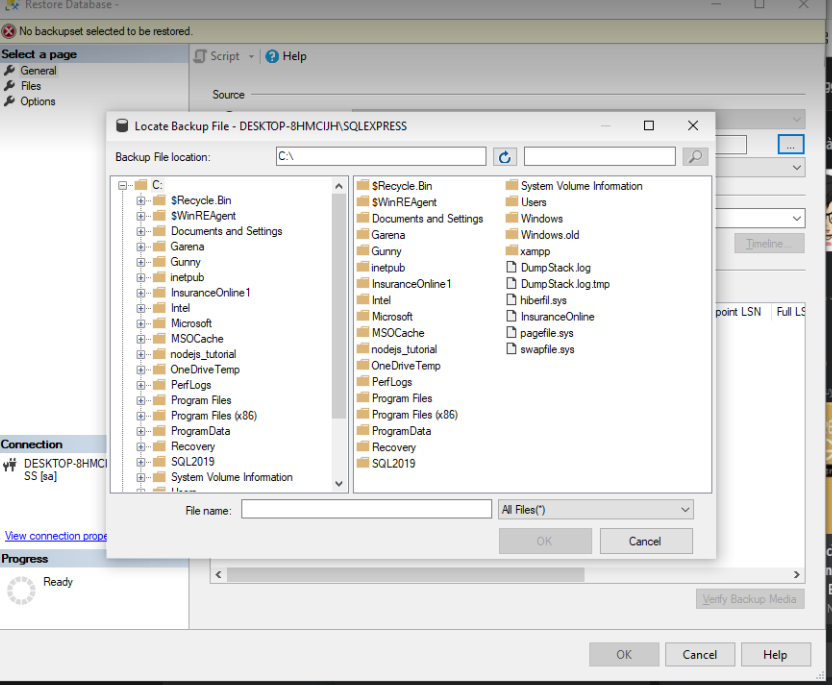 Restore Database -
No backupset selected to be restored.
Select a page
General
Files
Options
Script
Help
Source
...
Timeline...
point LSN
Full LS
Locate Backup File - DESKTOP-8HMCIJH\SQLEXPRESS
Backup File location:
C:\
C:
$Recycle.Bin
$WinREAgent
Documents and Settings
Garena
Gunny
inetpub
InsuranceOnline1
Intel
Microsoft
MSOCache
nodejs_tutorial
OneDriveTemp
PerfLogs
Program Files
Program Files (x86)
ProgramData
Recovery
SQL2019
System Volume Information
Users
$Recycle.Bin
$WinREAgent
Documents and Settings
Garena
Gunny
inetpub
InsuranceOnline1
Intel
Microsoft
MSOCache
nodejs_tutorial
OneDriveTemp
PerfLogs
Program Files
Program Files (x86)
ProgramData
Recovery
SQL2019
System Volume Information
Users
Windows
Windows.old
xampp
DumpStack.log
DumpStack.log.tmp
hiberfil.sys
InsuranceOnline
pagefile.sys
swapfile.sys
File name:
All Files(*)
OK
Cancel
Connection
DESKTOP-8HMCI
SS [sa]
View connection prope
Progress
Ready
Verify Backup Media
OK
Cancel
Help